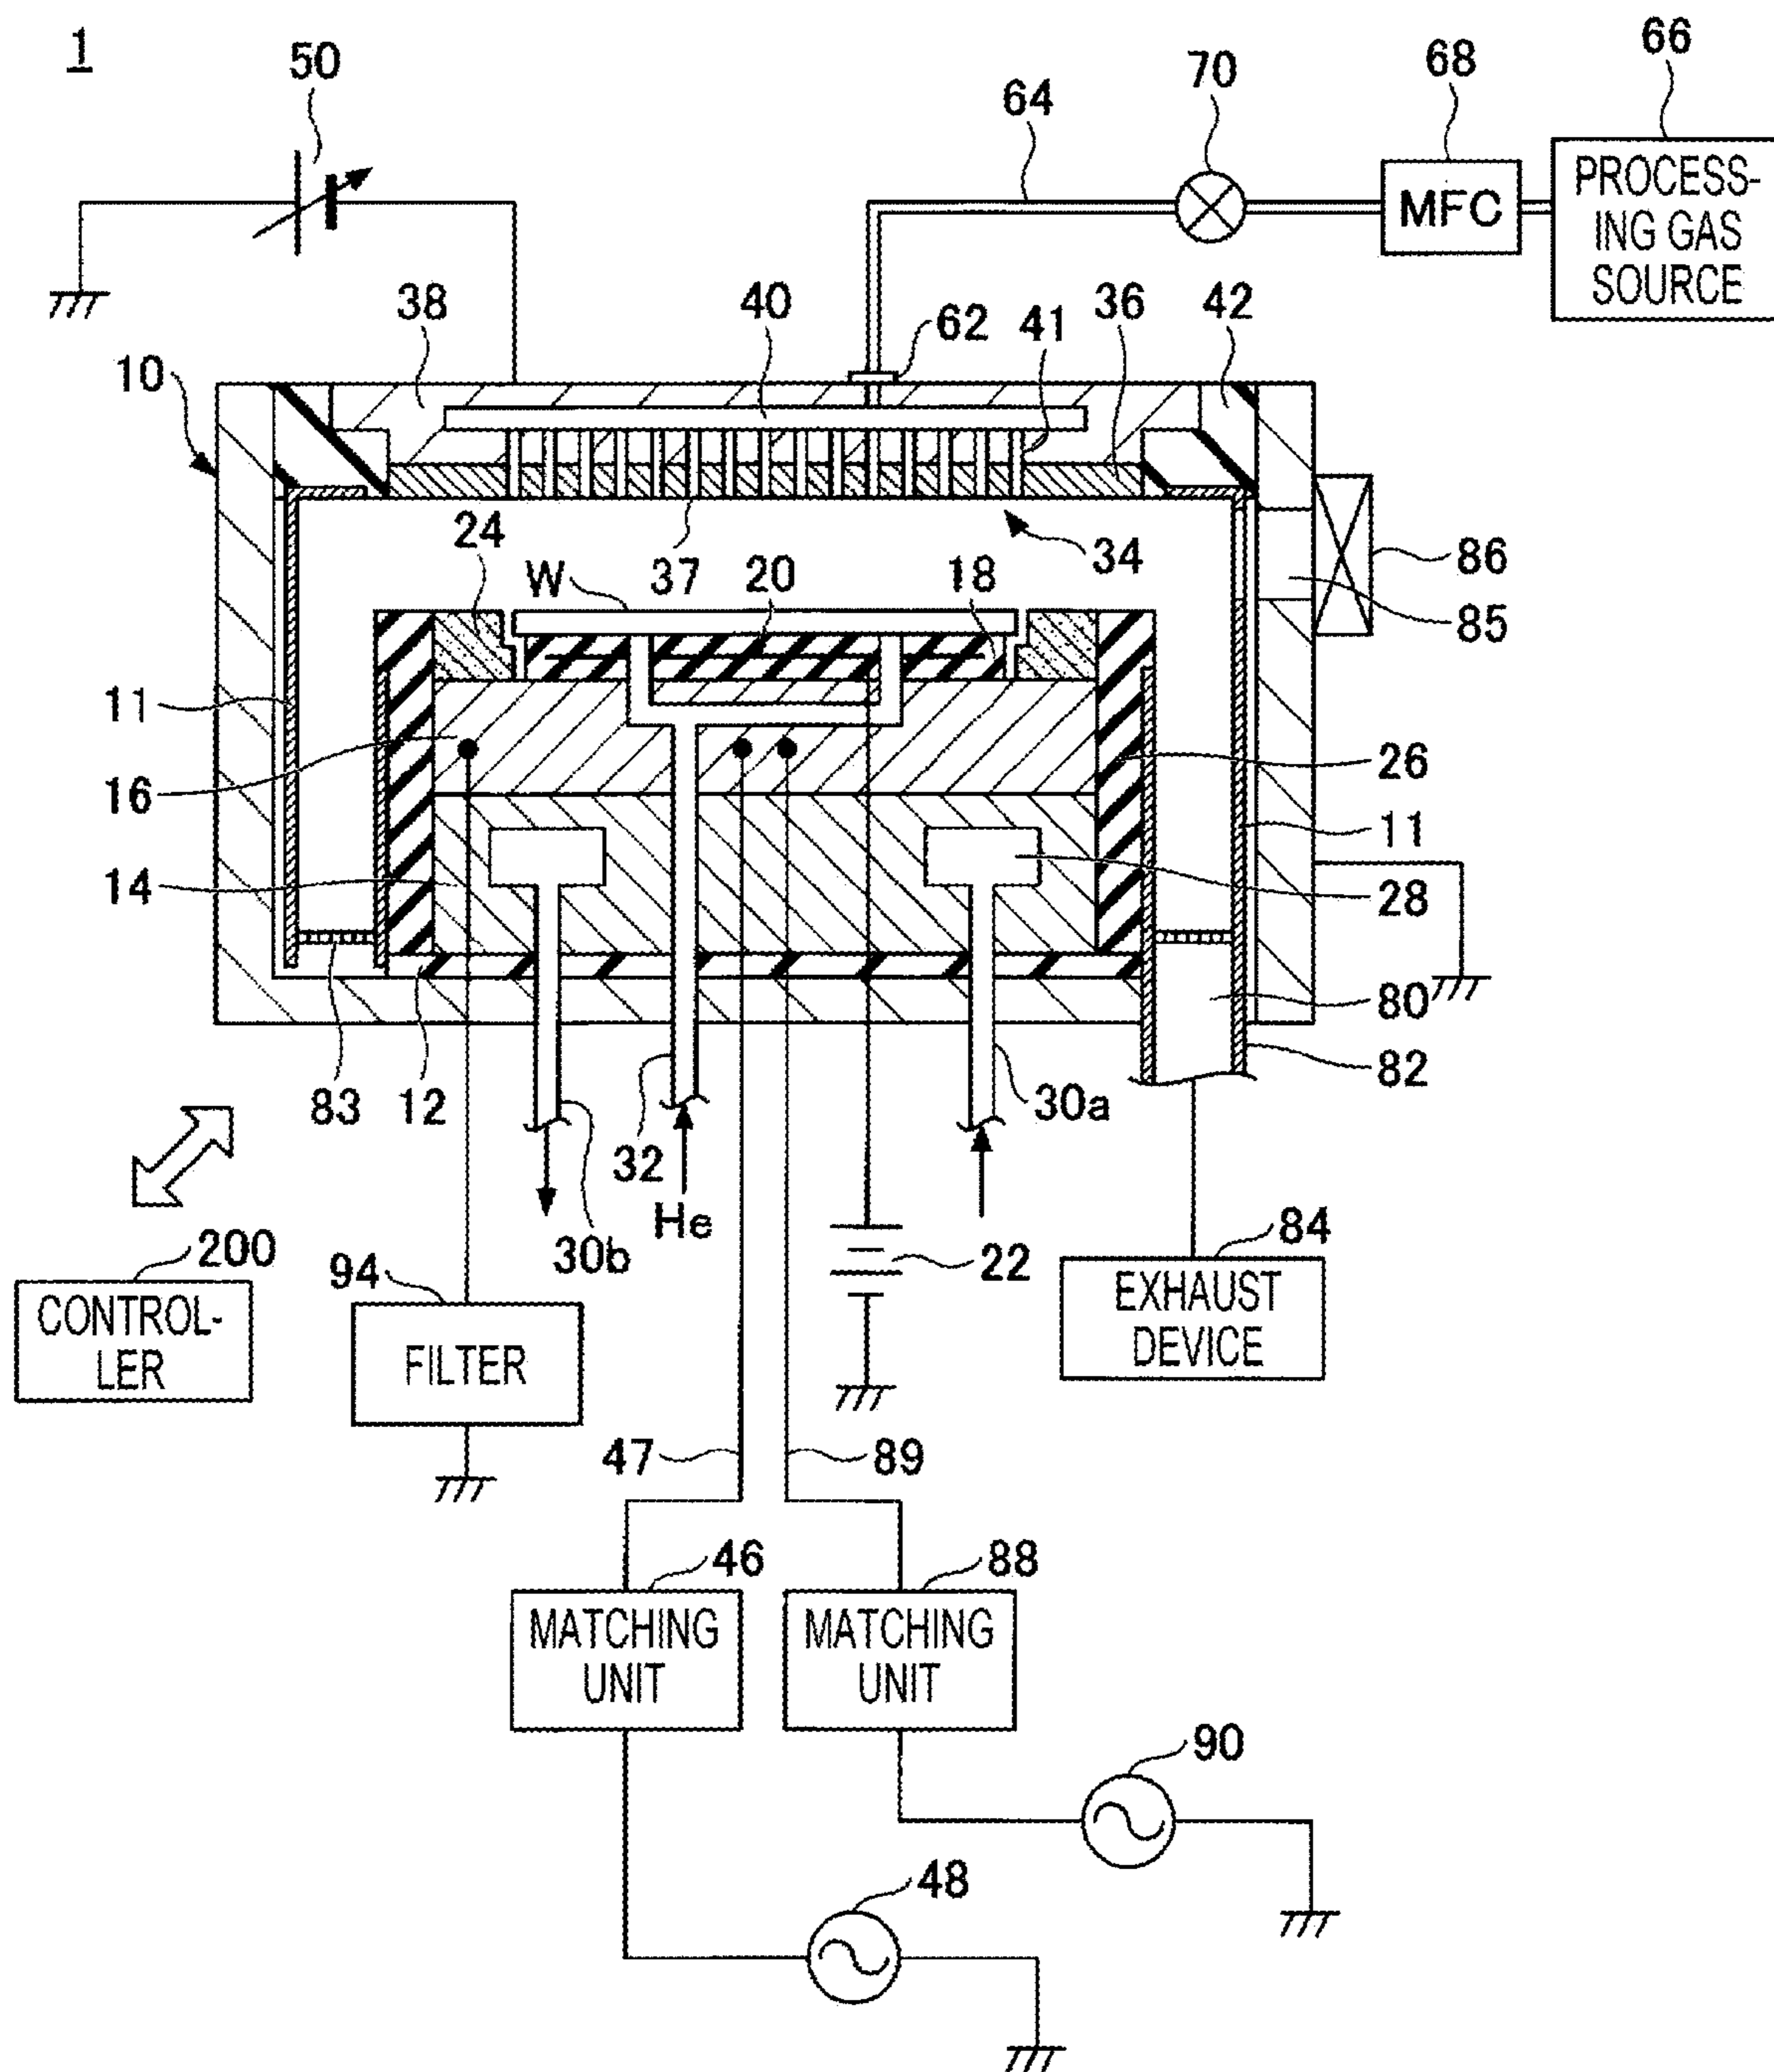 1
50
70
68
66
64
MFC
PROCESS-
ING GAS
SOURCE
38
40
62
41
36
42
10
24
W
37
20
18
34
86
85
11
16
26
11
14
28
80
82
83
12
32
30a
He
30b
22
84
200
94
CONTROL-
LER
FILTER
EXHAUST
DEVICE
47
89
46
88
MATCHING
UNIT
MATCHING
UNIT
90
48